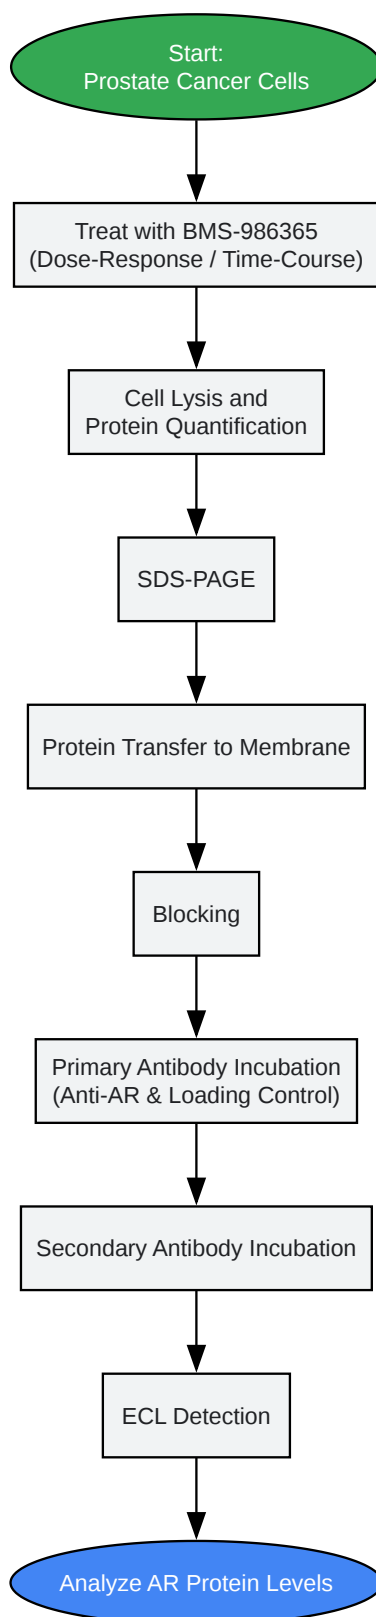 Start:
Prostate Cancer Cells
Treat with BMS-986365
(Dose-Response / Time-Course)
Cell Lysis and
Protein Quantification
SDS-PAGE
Protein Transfer to Membrane
Blocking
Primary Antibody Incubation
(Anti-AR & Loading Control)
Secondary Antibody Incubation
ECL Detection
Analyze AR Protein Levels